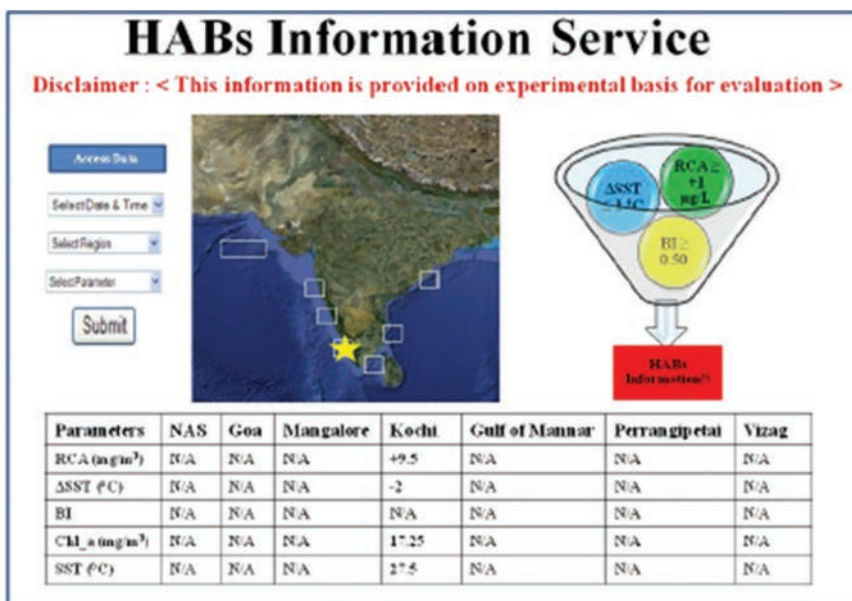 HABs Information Service
Disclaimer : < This information is provided on experimental basis for evaluation >
Access Data
Select Date & Time
Select Region
Select Parameter
Submit
ΔSST
≤ 1 °C
RCA ≥
+1
µg/L
BI ≥
0.50
HABs
Information
Parameters NAS Goa Mangalore Kochi Gulf of Mannar Perrangipetai Vizag
RCA (mg/m³) N/A N/A N/A +9.5 N/A N/A N/A
ΔSST (°C) N/A N/A N/A -2 N/A N/A N/A
BI N/A N/A N/A N/A N/A N/A N/A
Chl_a (mg/m³) N/A N/A N/A 17.25 N/A N/A N/A
SST (°C) N/A N/A N/A 27.5 N/A N/A N/A